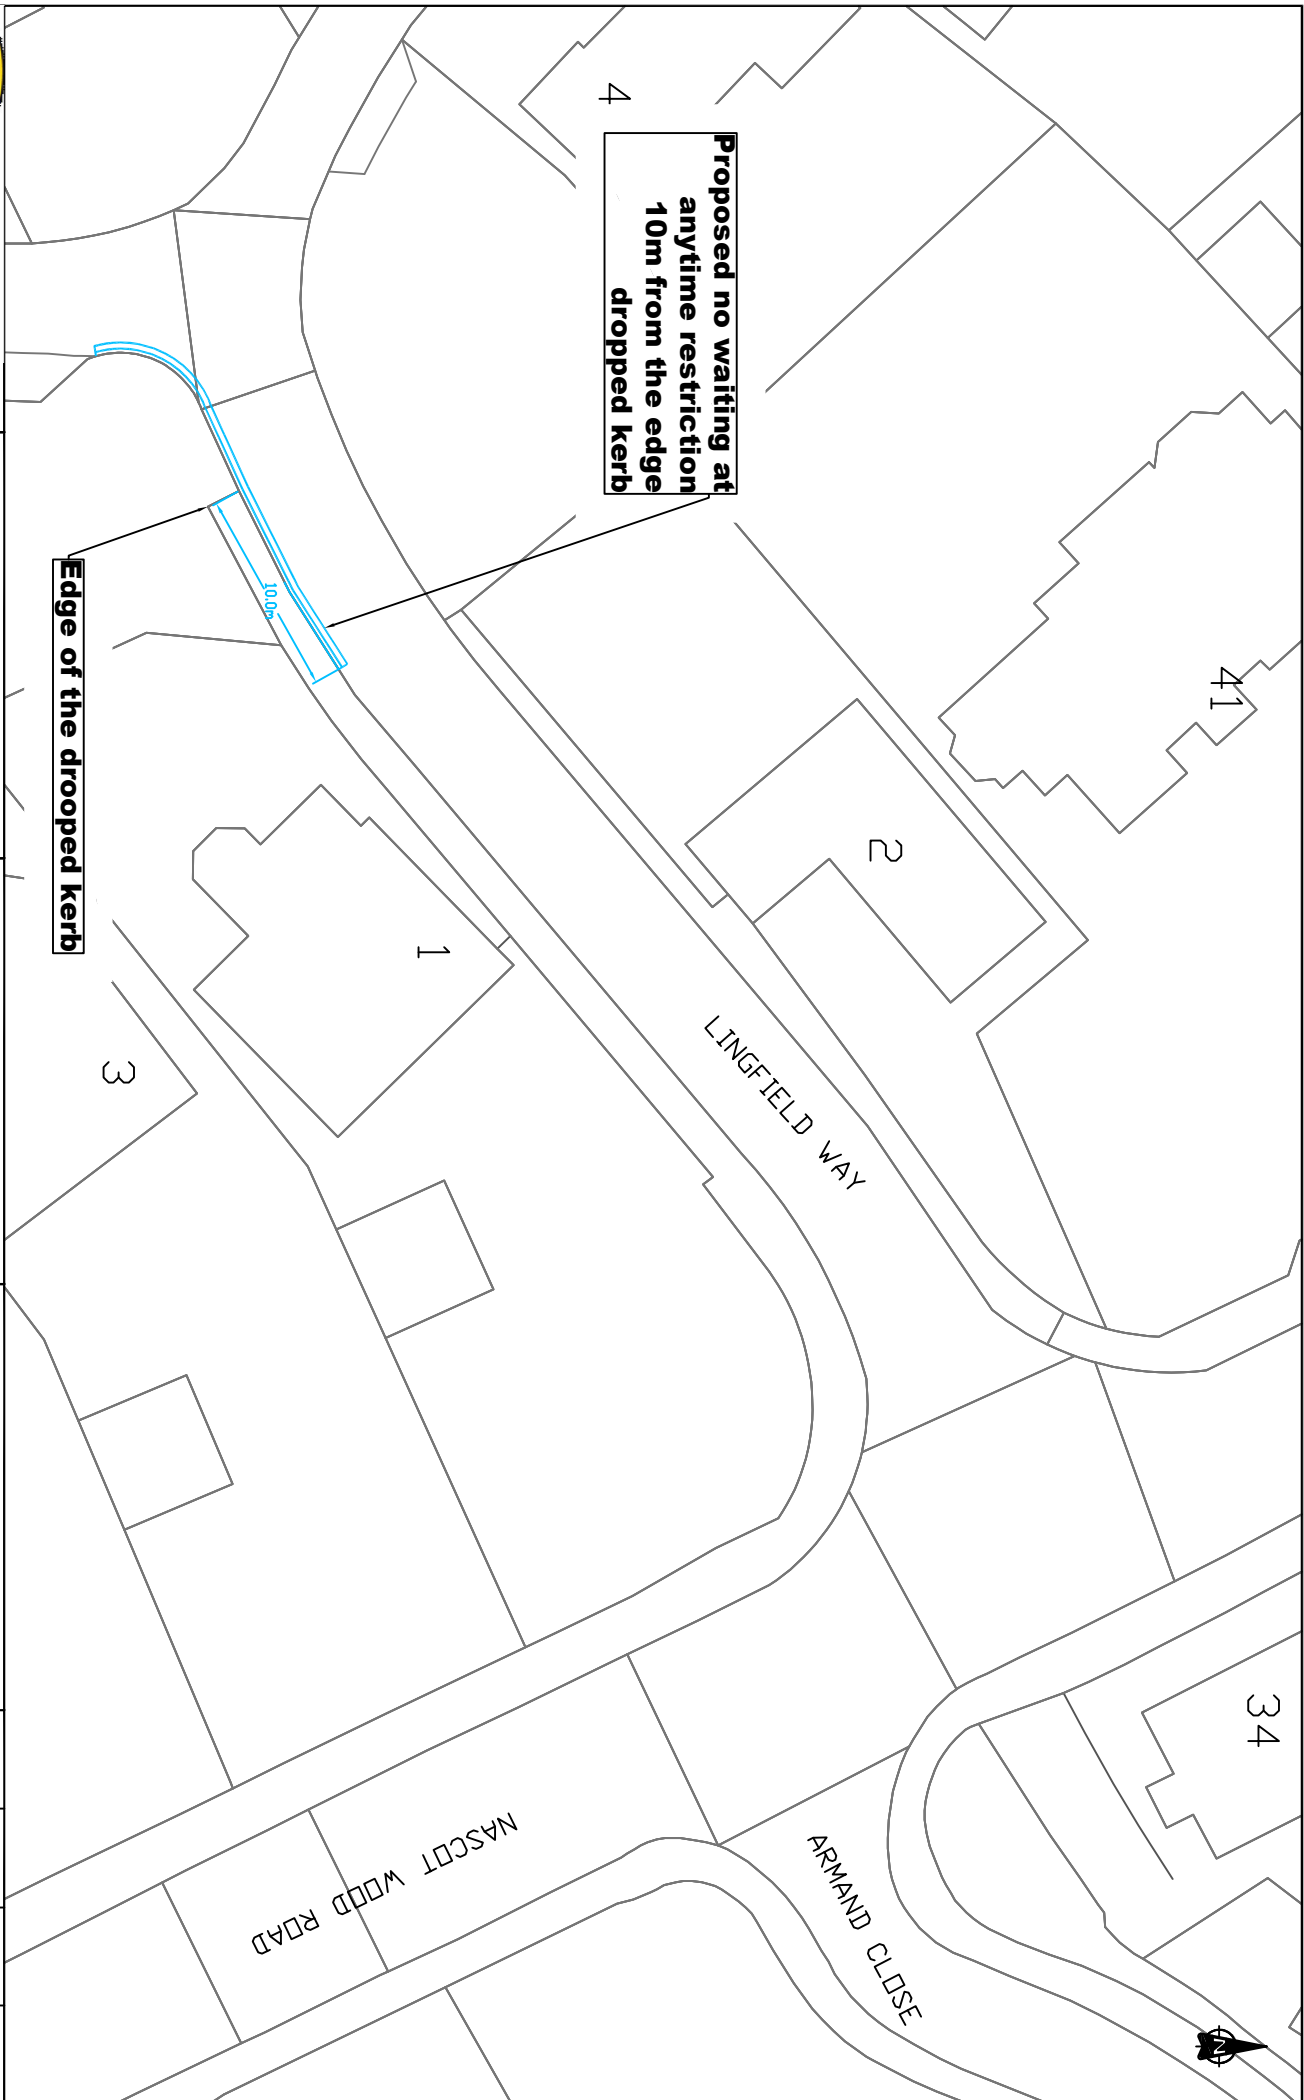 4
Proposed no waiting at
anytime restriction
10m from the edge
dropped kerb
41
2
10.0m
Edge of the drooped kerb
1
3
LINGFIELD WAY
34
NASCOT WOOD ROAD
ARMAND CLOSE
N